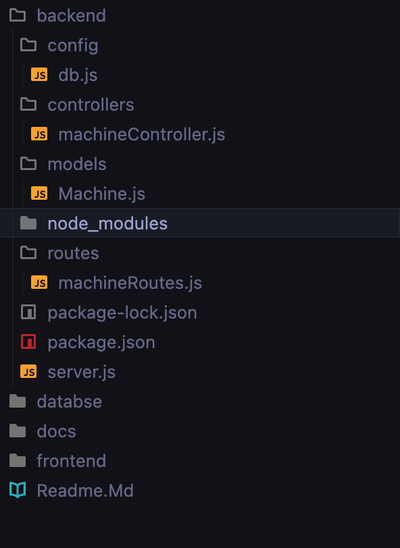 backend
config
JS db.js
controllers
JS machineController.js
models
JS Machine.js
node_modules
routes
JS machineRoutes.js
package-lock.json
package.json
JS server.js
databse
docs
frontend
Readme.Md